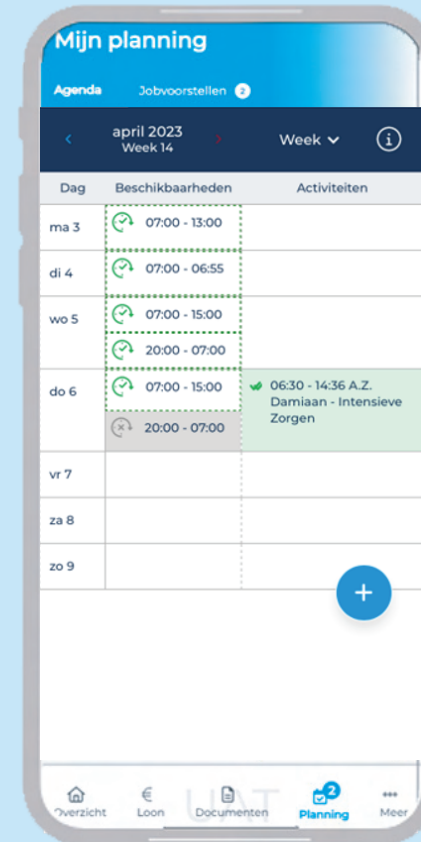 Mijn planning
Agenda Jobvoorstellen 2
april 2023
Week 14
Week
i
Dag Beschikbaarheden Activiteiten
ma 3 07:00 - 13:00
di 4 07:00 - 06:55
wo 5 07:00 - 15:00
20:00 - 07:00
do 6 07:00 - 15:00 06:30 - 14:36 A.Z.
Damiaan - Intensieve
Zorgen
20:00 - 07:00
vr 7
za 8
zo 9
+
UAT
2
Overzicht € Loon Documenten Planning Meer